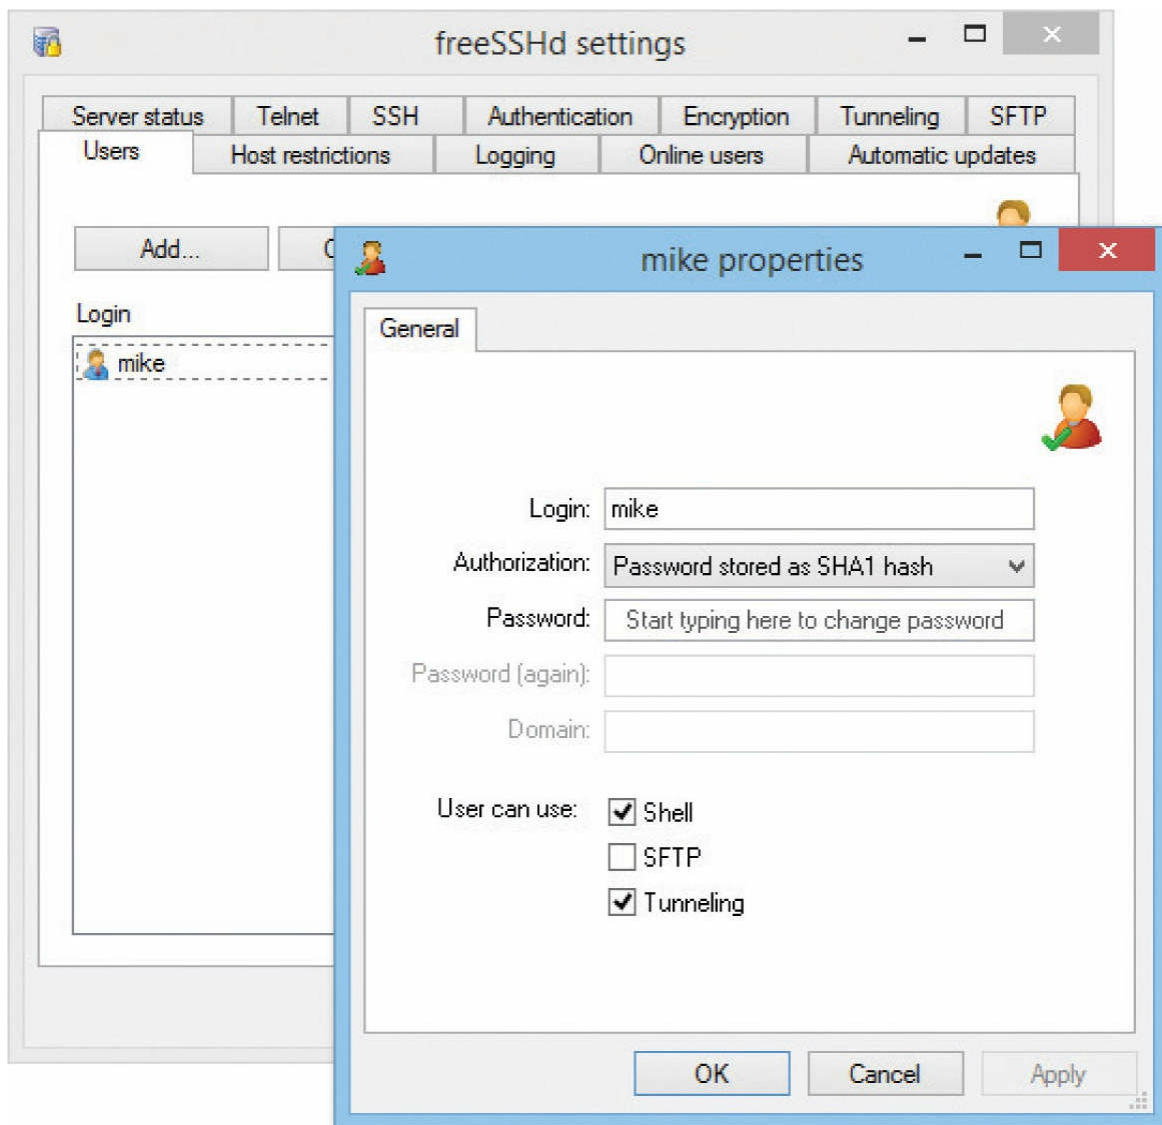 freeSSHd settings
Server status Telnet SSH Authentication Encryption Tunneling SFTP
Users Host restrictions Logging Online users Automatic updates
Add...
mike properties
Login
General
mike
Login: mike
Authorization: Password stored as SHA1 hash
Password: Start typing here to change password
Password (again):
Domain:
User can use: Shell
SFTP
Tunneling
OK Cancel Apply